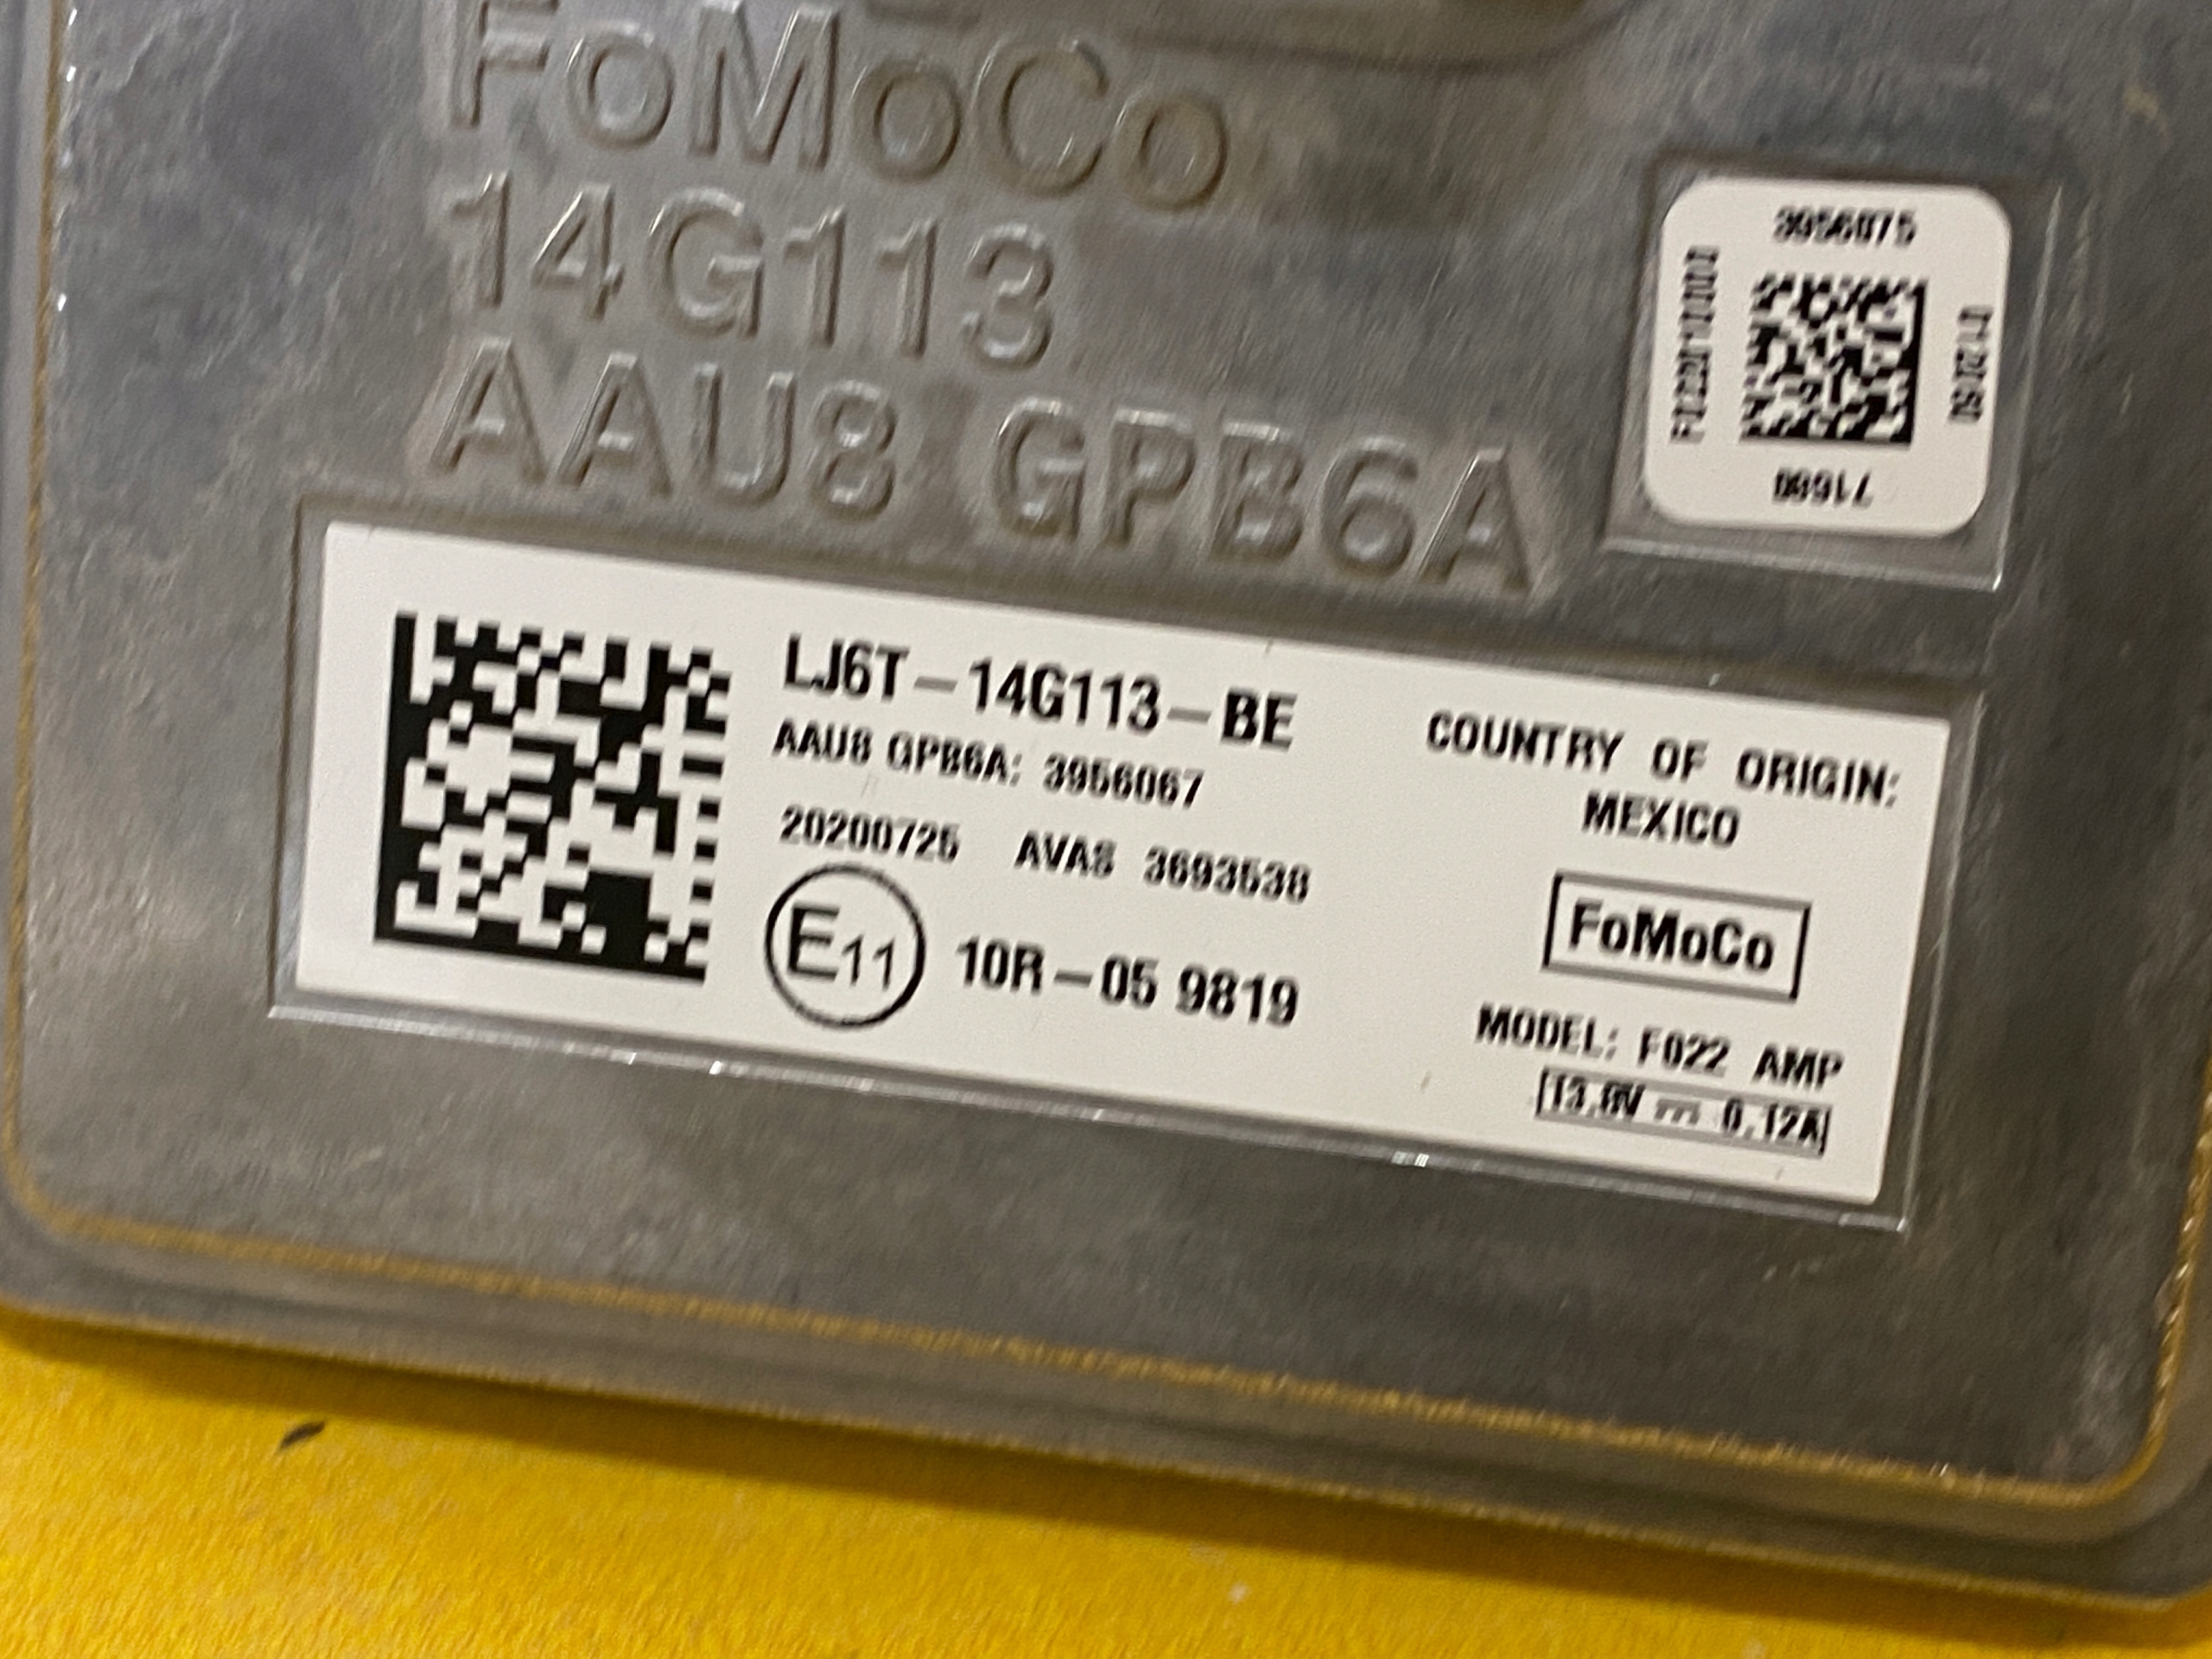 FoMoCo
14G113
AAU8 GPB6A
3956075
71660
LJ6T-14G113-BE
AAU8 GPB6A: 3956067
20200725 AVAS 3693538
E11 10R-05 9819
COUNTRY OF ORIGIN:
MEXICO
FoMoCo
MODEL: F022 AMP
13.8V ⎓ 0.12A